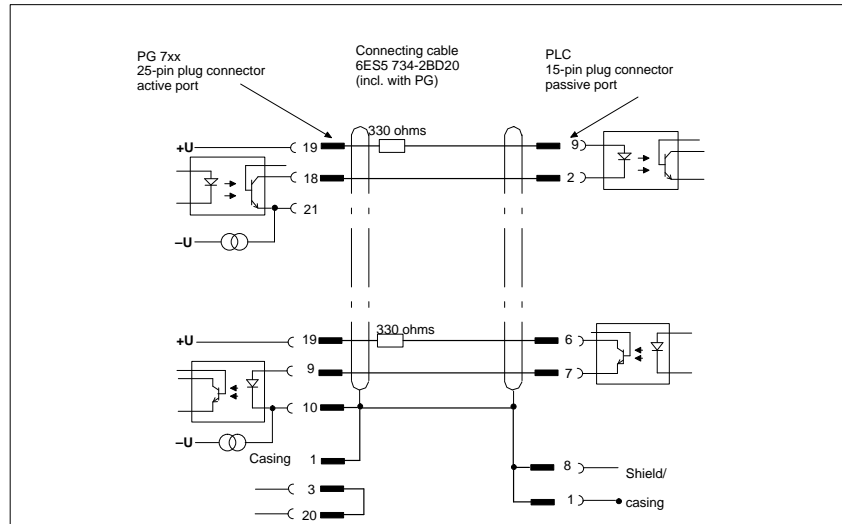 PG 7xx
25-pin plug connector
active port
Connecting cable
6ES5 734-2BD20
(incl. with PG)
PLC
15-pin plug connector
passive port
330 ohms
+U
19
9
18
2
21
–U
330 ohms
+U
19
6
9
7
10
–U
Casing
1
8
Shield/
3
1
casing
20